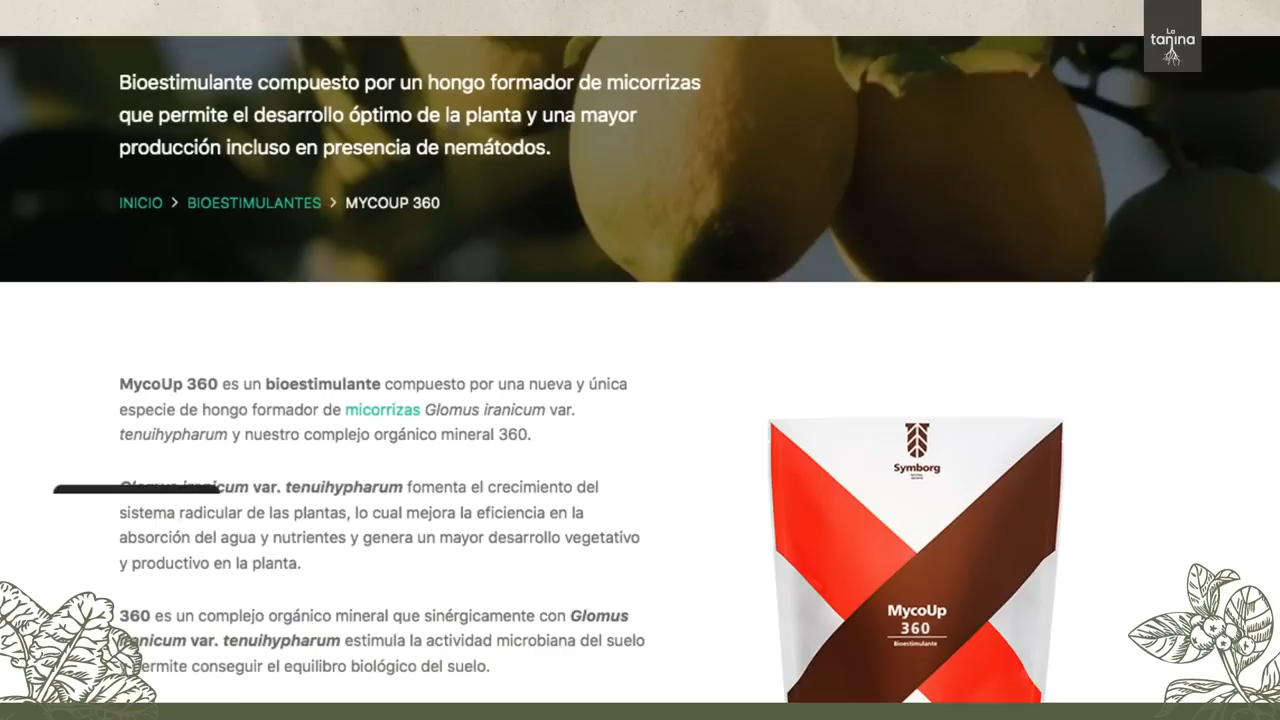 La
tanina
Bioestimulante compuesto por un hongo formador de micorrizas
que permite el desarrollo óptimo de la planta y una mayor
producción incluso en presencia de nemátodos.
INICIO > BIOESTIMULANTES > MYCOUP 360
MycoUp 360 es un bioestimulante compuesto por una nueva y única
especie de hongo formador de micorrizas Glomus iranicum var.
tenuihypharum y nuestro complejo orgánico mineral 360.
Glomus iranicum var. tenuihypharum fomenta el crecimiento del
sistema radicular de las plantas, lo cual mejora la eficiencia en la
absorción del agua y nutrientes y genera un mayor desarrollo vegetativo
y productivo en la planta.
360 es un complejo orgánico mineral que sinérgicamente con Glomus
iranicum var. tenuihypharum estimula la actividad microbiana del suelo
y permite conseguir el equilibro biológico del suelo.
Symborg
MycoUp
360
Bioestimulante